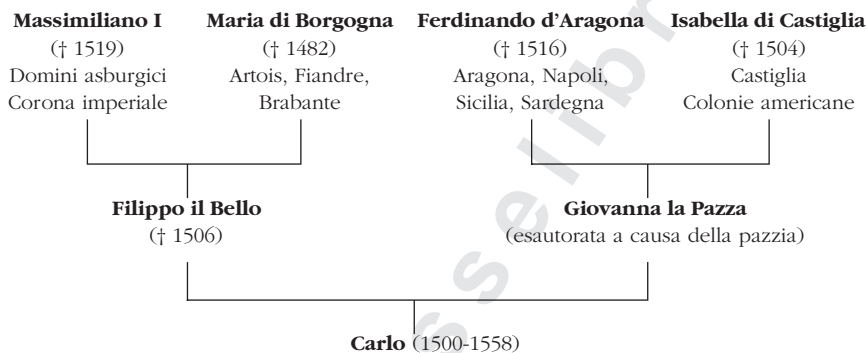 Massimiliano I
(† 1519)
Domini asburgici
Corona imperiale
Maria di Borgogna
(† 1482)
Artois, Fiandre,
Brabante
Ferdinando d'Aragona
(† 1516)
Aragona, Napoli,
Sicilia, Sardegna
Isabella di Castiglia
(† 1504)
Castiglia
Colonie americane
Filippo il Bello
(† 1506)
Giovanna la Pazza
(esautorata a causa della pazzia)
Carlo (1500-1558)
sselibr